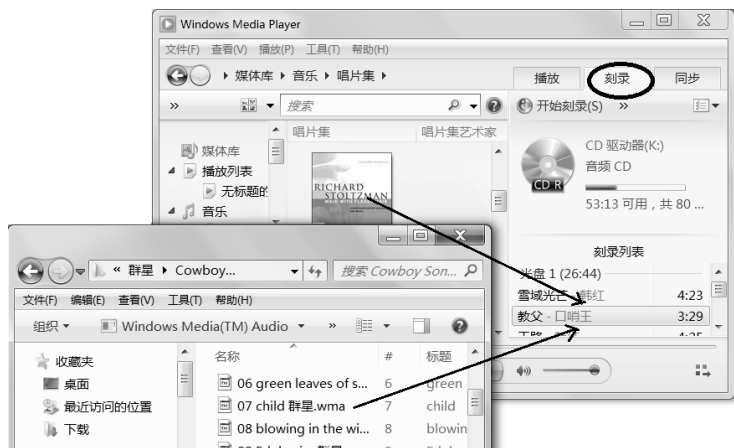 Windows Media Player
文件(F) 查看(V) 播放(P) 工具(T) 帮助(H)
媒体库 音乐 唱片集
播放 刻录 同步
» 搜索
开始刻录(S) »
唱片集 唱片集艺术家
媒体库
播放列表
无标题的
音乐
RICHARD
STOLTZMAN
CD R
CD 驱动器(K:)
音频 CD
53:13 可用，共 80 ...
刻录列表
光盘 1 (26:44)
雪域光芒 - 韩红 4:23
教父 - 口哨王 3:29
« 群星 Cowboy...
搜索 Cowboy Son...
文件(F) 编辑(E) 查看(V) 工具(T) 帮助(H)
组织 Windows Media(TM) Audio »
收藏夹
桌面
最近访问的位置
下载
名称 # 标题
06 green leaves of s... 6 green
07 child 群星.wma 7 child
08 blowing in the wi... 8 blowin